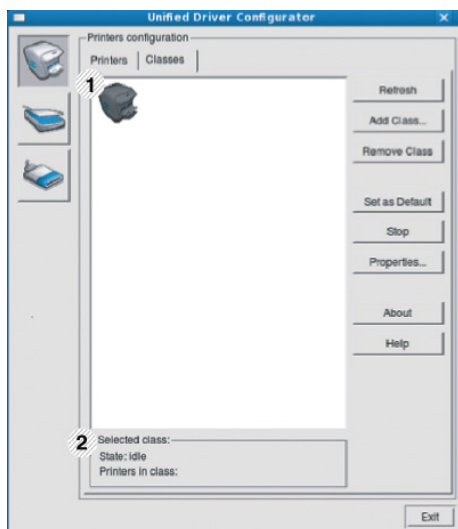 Unified Driver Configurator
Printers configuration
Printers Classes
1
Refresh
Add Class...
Remove Class
Set as Default
Stop
Properties...
About
Help
2
Selected class:
State: idle
Printers in class:
Exit